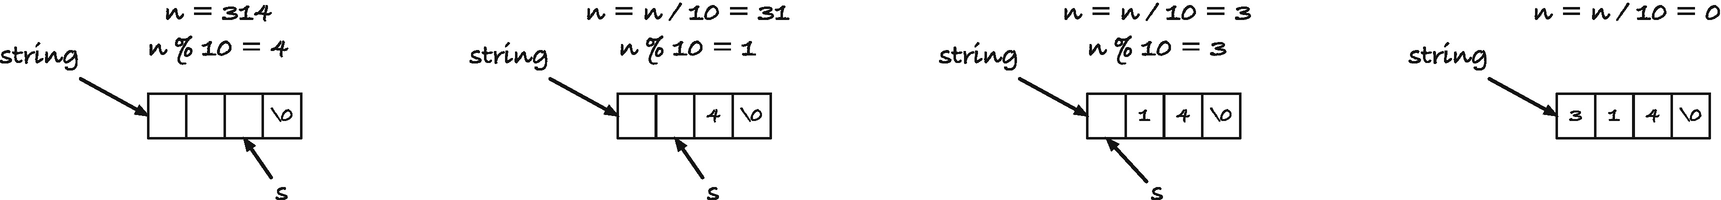 n = 314
n % 10 = 4
string
\0
s
n = n / 10 = 31
n % 10 = 1
string
4 \0
s
n = n / 10 = 3
n % 10 = 3
string
1 4 \0
s
n = n / 10 = 0
string
3 1 4 \0